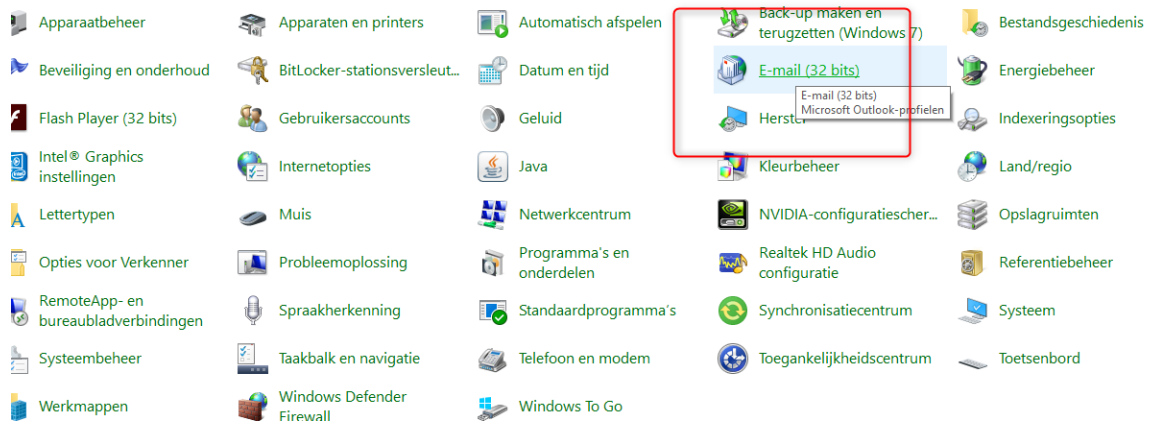 Apparaatbeheer
Apparaten en printers
Automatisch afspelen
Back-up maken en
terugzetten (Windows 7)
Bestandsgeschiedenis
Beveiliging en onderhoud
BitLocker-stationsversleut...
Datum en tijd
E-mail (32 bits)
Energiebeheer
E-mail (32 bits)
Microsoft Outlook-profielen
Flash Player (32 bits)
Gebruikersaccounts
Geluid
Herstel
Indexeringsopties
Intel® Graphics
instellingen
Internetopties
Java
Kleurbeheer
Land/regio
Lettertypen
Muis
Netwerkcentrum
NVIDIA-configuratiescher...
Opslagruimten
Opties voor Verkenner
Probleemoplossing
Programma's en
onderdelen
Realtek HD Audio
configuratie
Referentiebeheer
RemoteApp- en
bureaubladverbindingen
Spraakherkenning
Standaardprogramma's
Synchronisatiecentrum
Systeem
Systeembeheer
Taakbalk en navigatie
Telefoon en modem
Toegankelijkheidscentrum
Toetsenbord
Werkmappen
Windows Defender
Firewall
Windows To Go